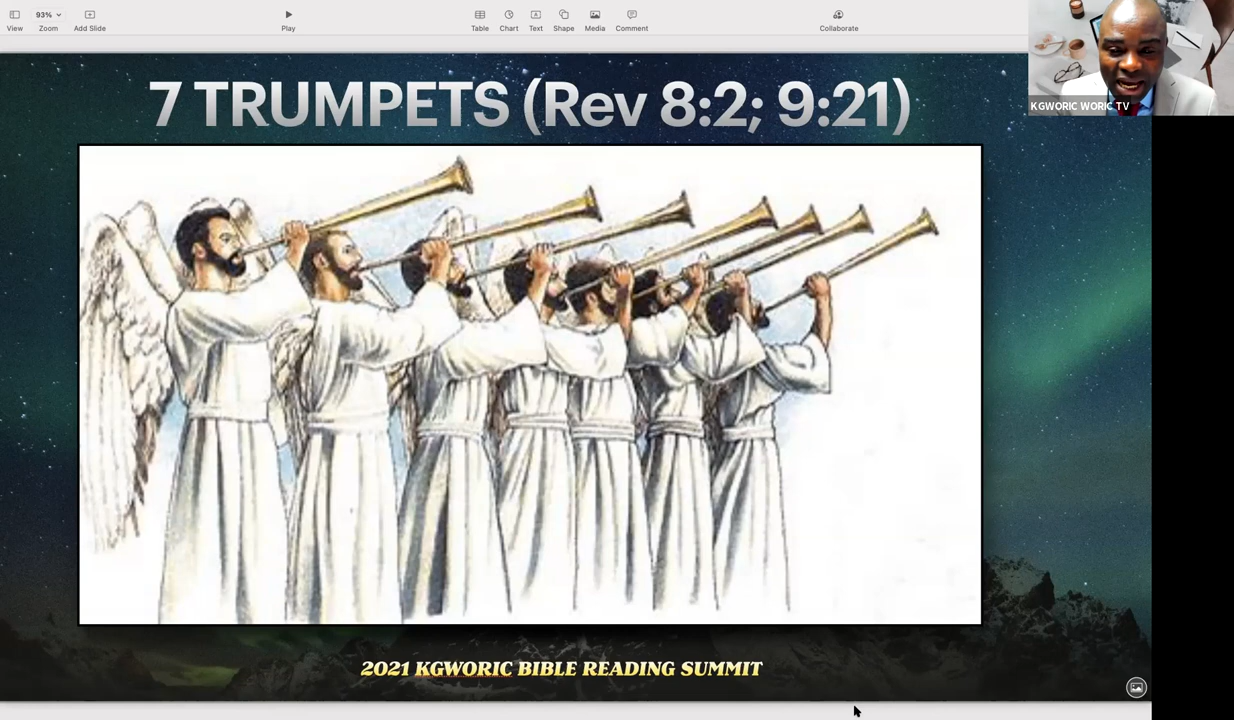 93%
View
Zoom
Add Slide
Play
Table
Chart
Text
Shape
Media
Comment
Collaborate
KGWORIC WORIC TV
7 TRUMPETS (Rev 8:2; 9:21)
2021 KGWORIC BIBLE READING SUMMIT